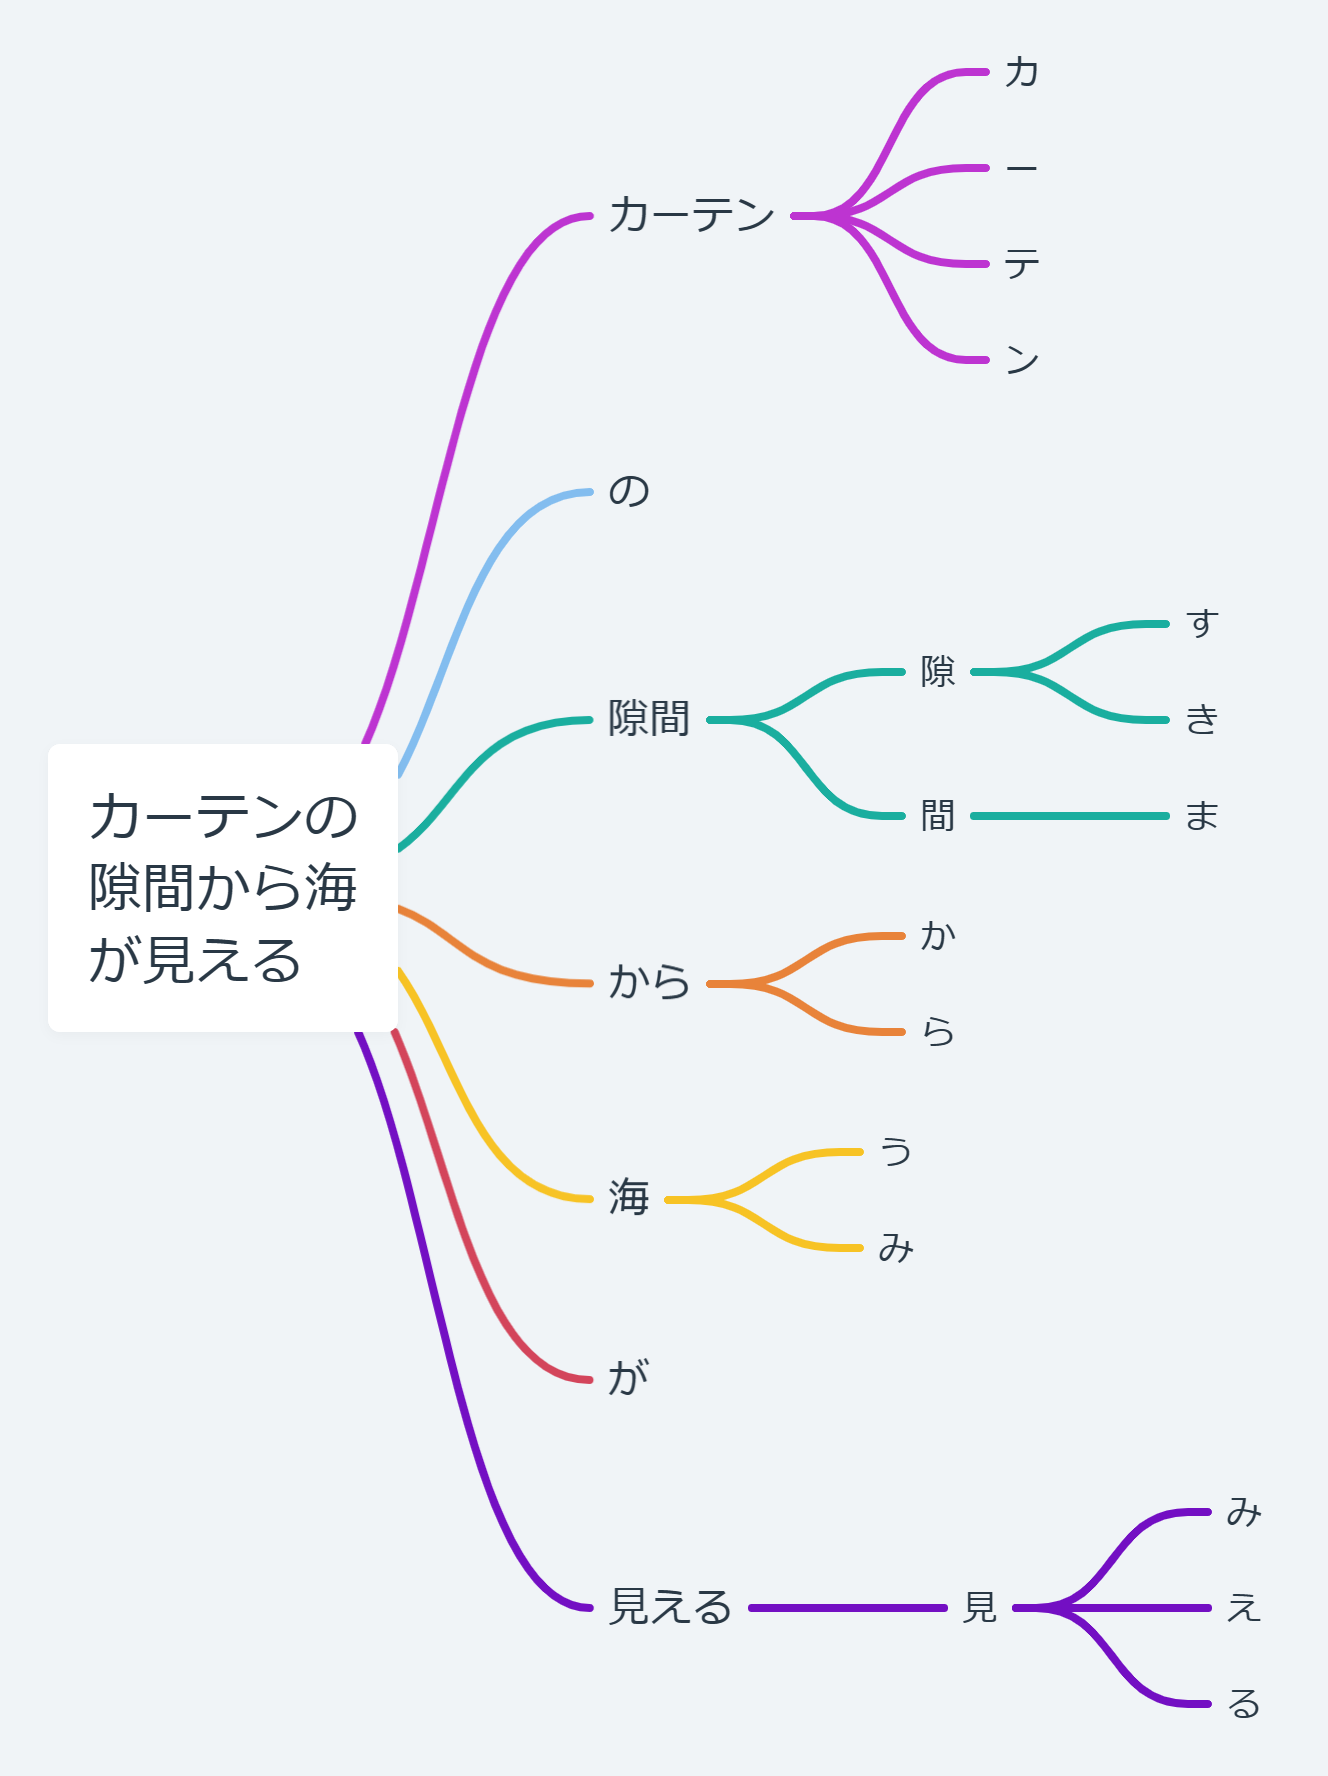 カーテンの
隙間から海
が見える
カーテン
カ
ー
テ
ン
の
隙間
隙
す
き
間
ま
から
か
ら
海
う
み
が
見える
見
み
え
る